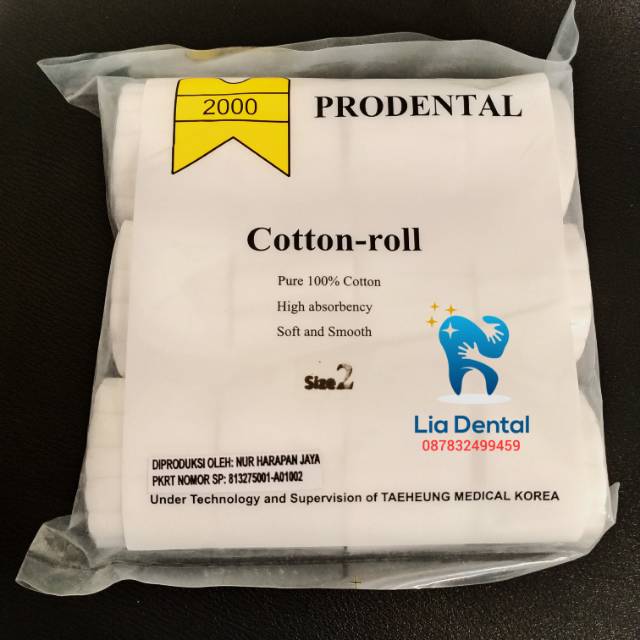 2000
PRODENTAL
Cotton-roll
Pure 100% Cotton
High absorbency
Soft and Smooth
Size 2
Lia Dental
087832499459
DIPRODUKSI OLEH: NUR HARAPAN JAYA
PKRT NOMOR SP: 813275001-A01002
Under Technology and Supervision of TAEHEUNG MEDICAL KOREA